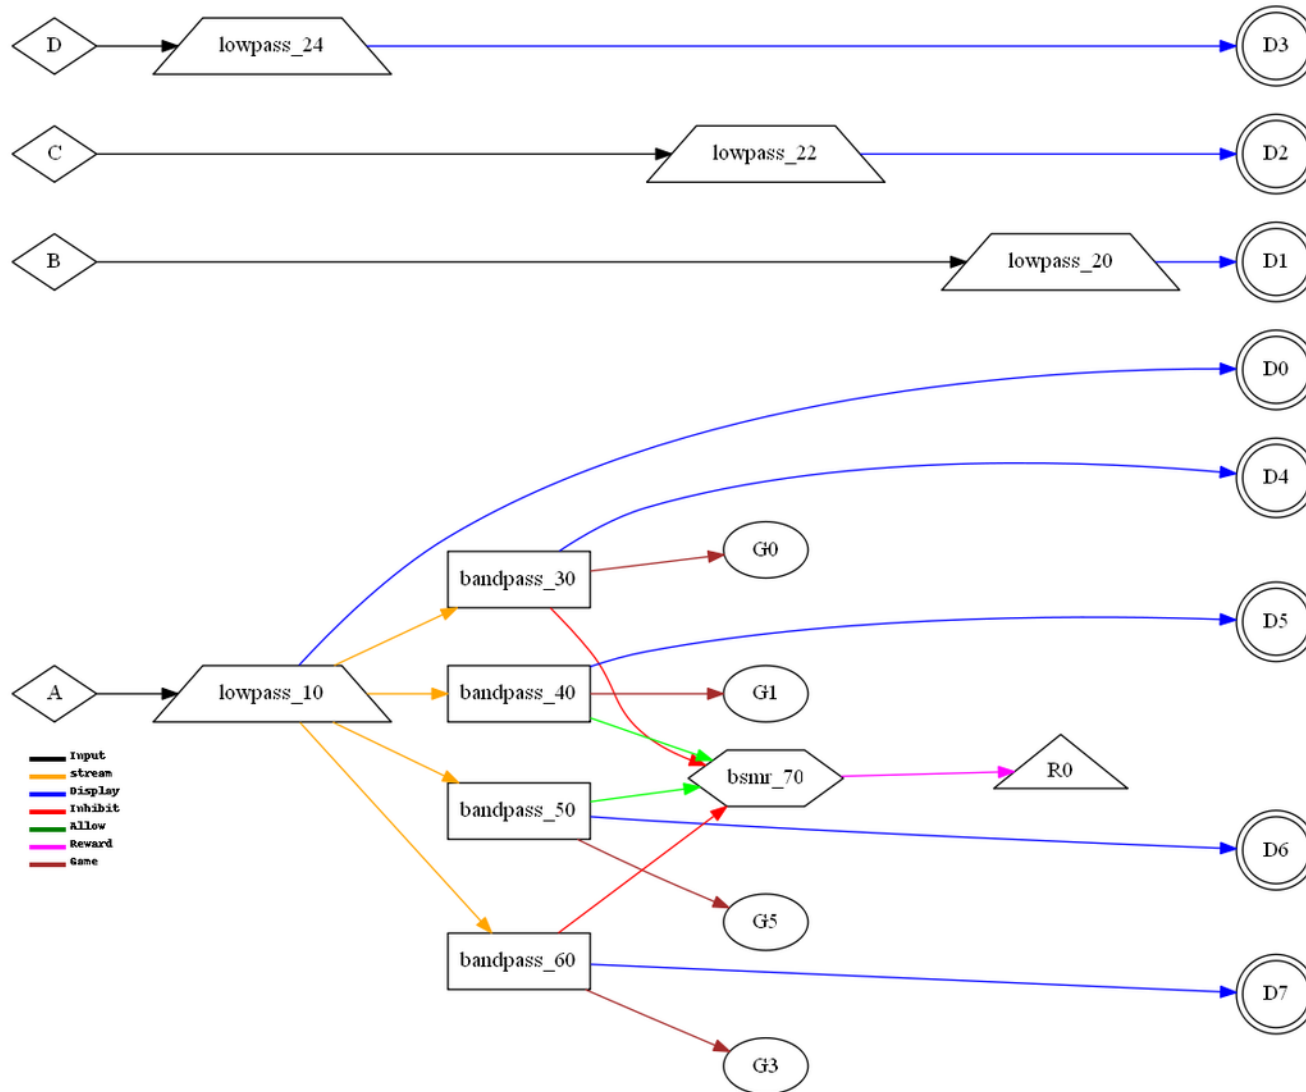 D
lowpass_24
D3
C
lowpass_22
D2
B
lowpass_20
D1
D0
D4
G0
bandpass_30
D5
A
lowpass_10
bandpass_40
G1
Input
stream
Display
Inhibit
Allow
Reward
Game
bsmr_70
R0
bandpass_50
D6
G5
bandpass_60
D7
G3